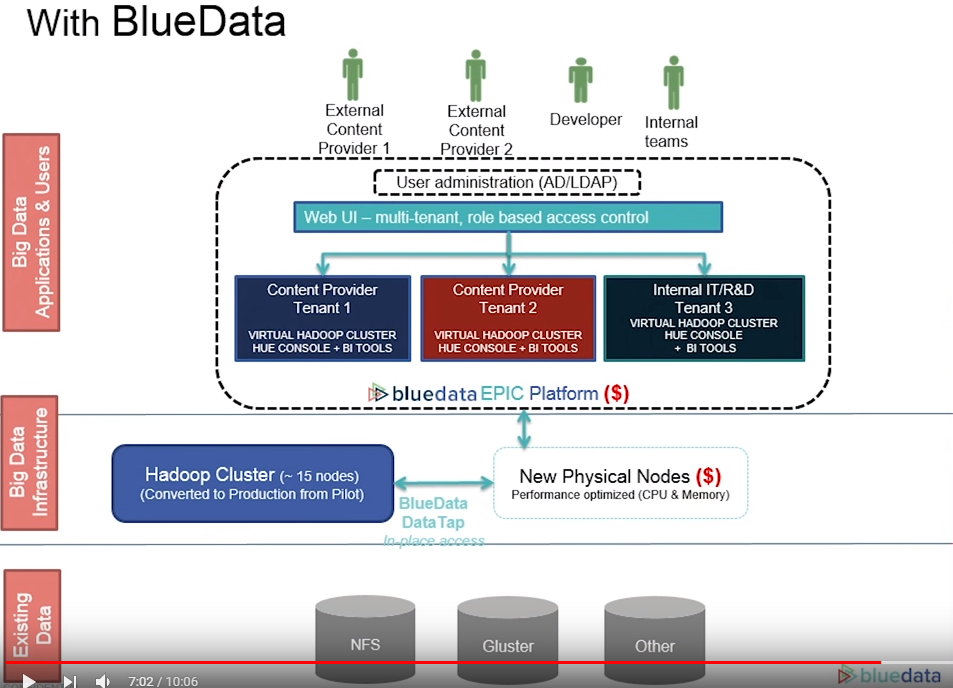 With BlueData
External
Content
Provider 1
External
Content
Provider 2
Developer
Internal
teams
Big Data
Applications & Users
User administration (AD/LDAP)
Web UI – multi-tenant, role based access control
Content Provider
Tenant 1
VIRTUAL HADOOP CLUSTER
HUE CONSOLE + BI TOOLS
Content Provider
Tenant 2
VIRTUAL HADOOP CLUSTER
HUE CONSOLE + BI TOOLS
Internal IT/R&D
Tenant 3
VIRTUAL HADOOP CLUSTER
HUE CONSOLE
+ BI TOOLS
bluedata EPIC Platform ($)
Big Data
Infrastructure
Hadoop Cluster (~ 15 nodes)
(Converted to Production from Pilot)
BlueData
DataTap
In-place access
New Physical Nodes ($)
Performance optimized (CPU & Memory)
Existing
Data
NFS
Gluster
Other
7:02 / 10:06
bluedata